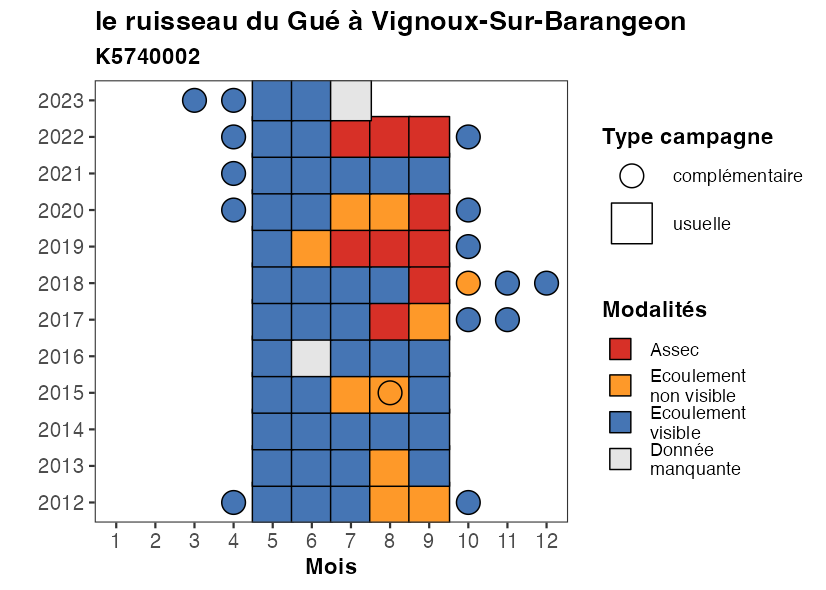 le ruisseau du Gué à Vignoux-Sur-Barangeon
K5740002
2023
2022
2021
2020
2019
2018
2017
2016
2015
2014
2013
2012
1 2 3 4 5 6 7 8 9 10 11 12
Mois
Type campagne
complémentaire
usuelle
Modalités
Assec
Ecoulement
non visible
Ecoulement
visible
Donnée
manquante